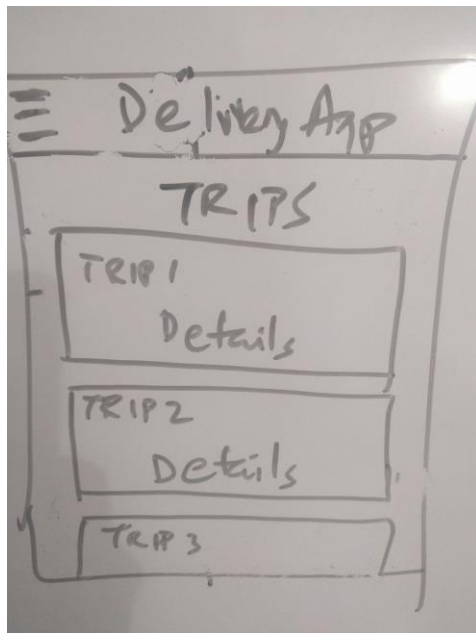 Delivery App
TRIPS
TRIP 1
Details
TRIP 2
Details
TRIP 3